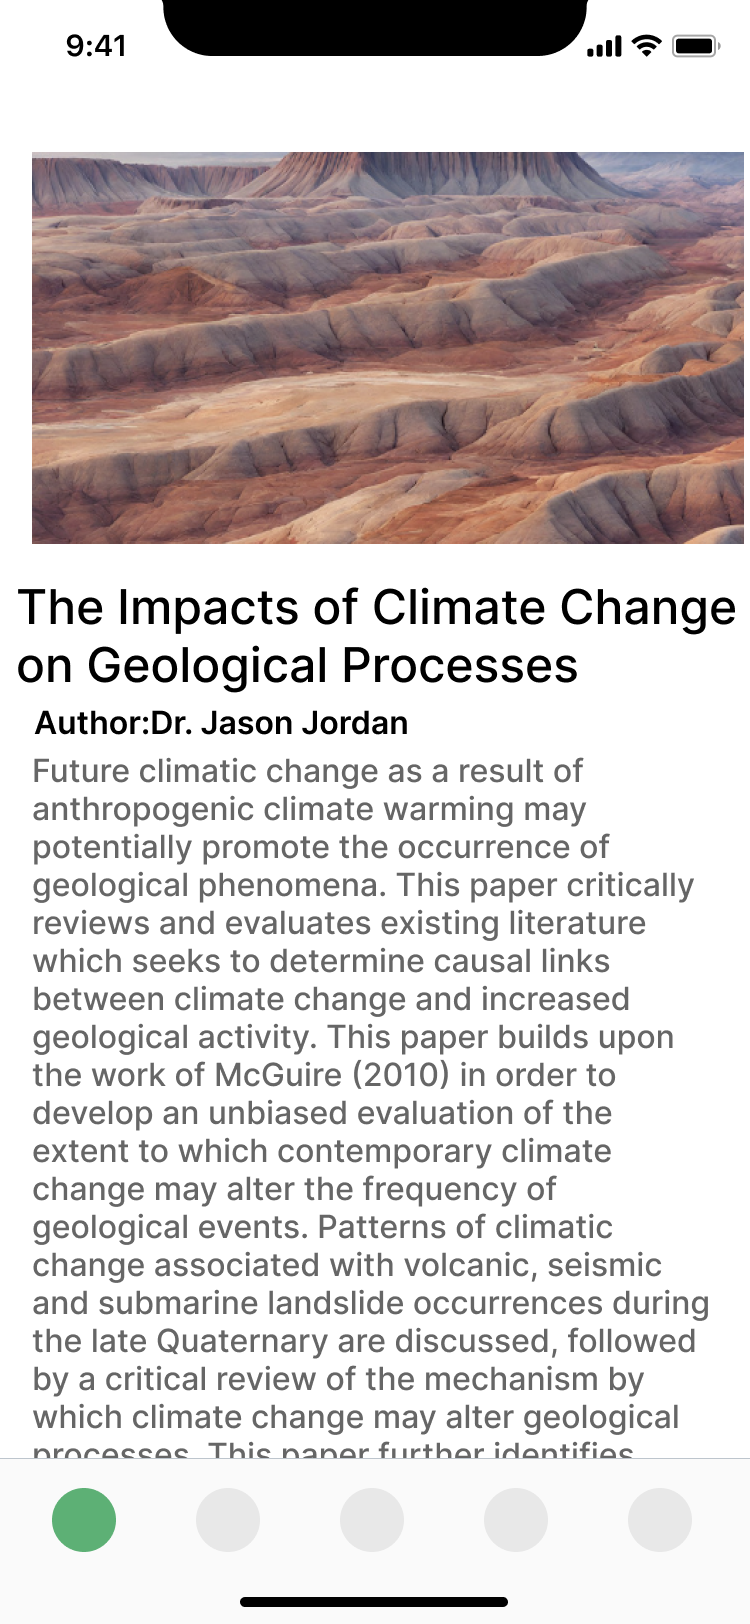 9:41
The Impacts of Climate Change
on Geological Processes
Author:Dr. Jason Jordan
Future climatic change as a result of
anthropogenic climate warming may
potentially promote the occurrence of
geological phenomena. This paper critically
reviews and evaluates existing literature
which seeks to determine causal links
between climate change and increased
geological activity. This paper builds upon
the work of McGuire (2010) in order to
develop an unbiased evaluation of the
extent to which contemporary climate
change may alter the frequency of
geological events. Patterns of climatic
change associated with volcanic, seismic
and submarine landslide occurrences during
the late Quaternary are discussed, followed
by a critical review of the mechanism by
which climate change may alter geological
processes. This paper further identifies